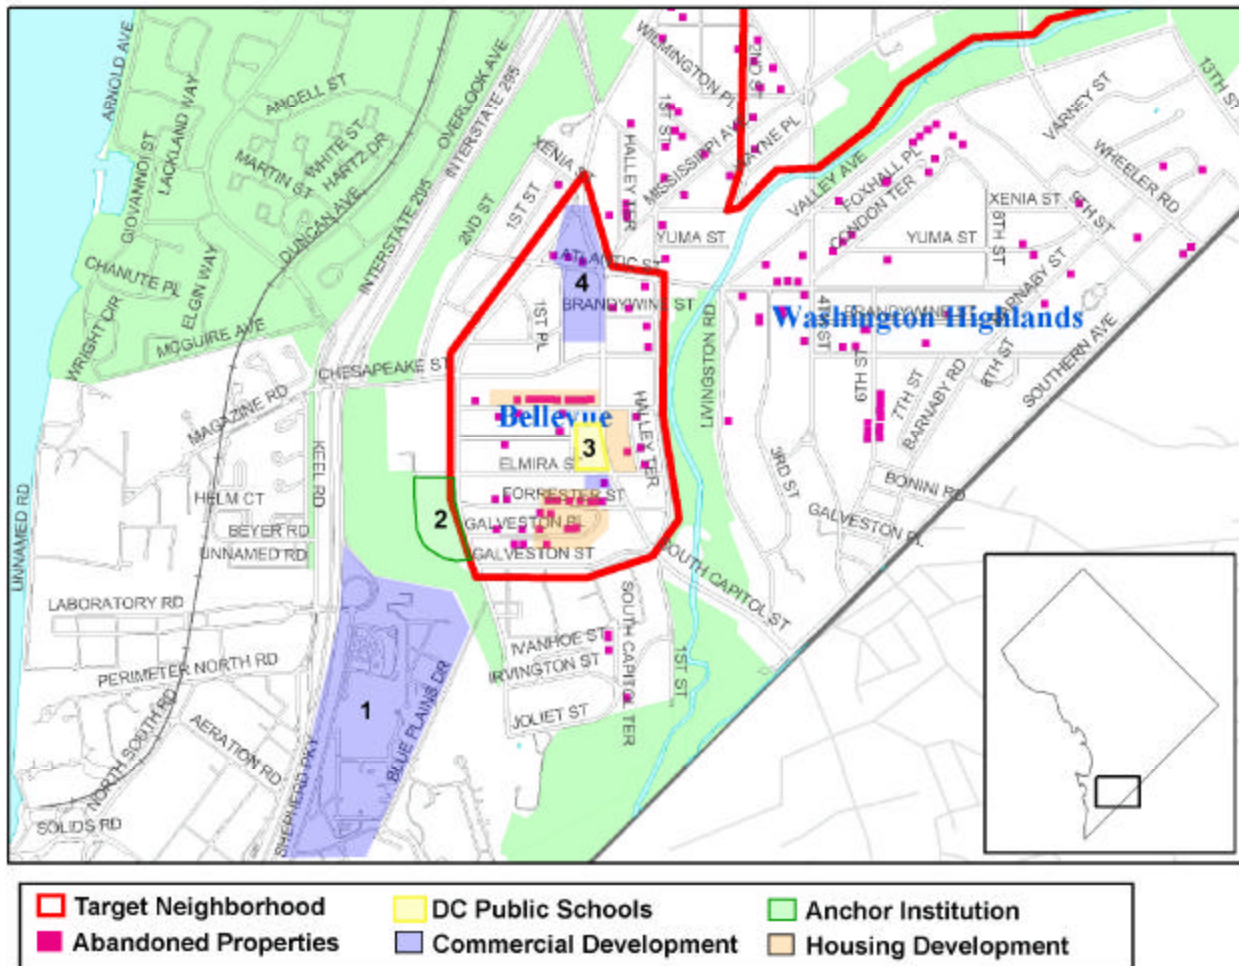 ARNOLD AVE
ANGELL ST
OVERLOOK AVE
INTERSTATE 295
WILMINGTON PL
2ND ST
13TH ST
GIOVANNOI ST
LACKLAND WAY
WHITE ST
HARTZ DR
MARTIN ST
DUNCAN AVE
XENIA ST
HALLEY TER
1ST ST
MISSISSIPPI AVE
WAYNE PL
VARNEY ST
WHEELER RD
VALLEY AVE
FOXHALL PL
CONDON TER
XENIA ST
2ND ST
1ST ST
YUMA ST
YUMA ST
8TH ST
CHANUTE PL
ELGIN WAY
INTERSTATE 295
ATLANTIC ST
4
BARNABY ST
WRIGHT CIR
MCGUIRE AVE
1ST PL
BRANDYWINE ST
LIVINGSTON RD
4TH ST
BRANDYWINE ST
Washington Highlands
SOUTHERN AVE
CHESAPEAKE ST
MAGAZINE RD
6TH ST
7TH ST
BARNABY RD
8TH ST
Bellevue
HALLEY TER
3
KEEL RD
ELMIRA ST
3RD ST
BONINI RD
UNNAMED RD
HELM CT
FORRESTER ST
GALVESTON PL
BEYER RD
2
GALVESTON PL
UNNAMED RD
GALVESTON ST
SOUTH CAPITOL ST
LABORATORY RD
IVANHOE ST
SOUTH CAPITOL TER
1ST ST
PERIMETER NORTH RD
IRVINGTON ST
1
JOLIET ST
NORTH SOUTH RD
AERATION RD
BLUE PLAINS DR
SHEPHERD PKY
SOLIDS RD
Target Neighborhood
DC Public Schools
Anchor Institution
Abandoned Properties
Commercial Development
Housing Development